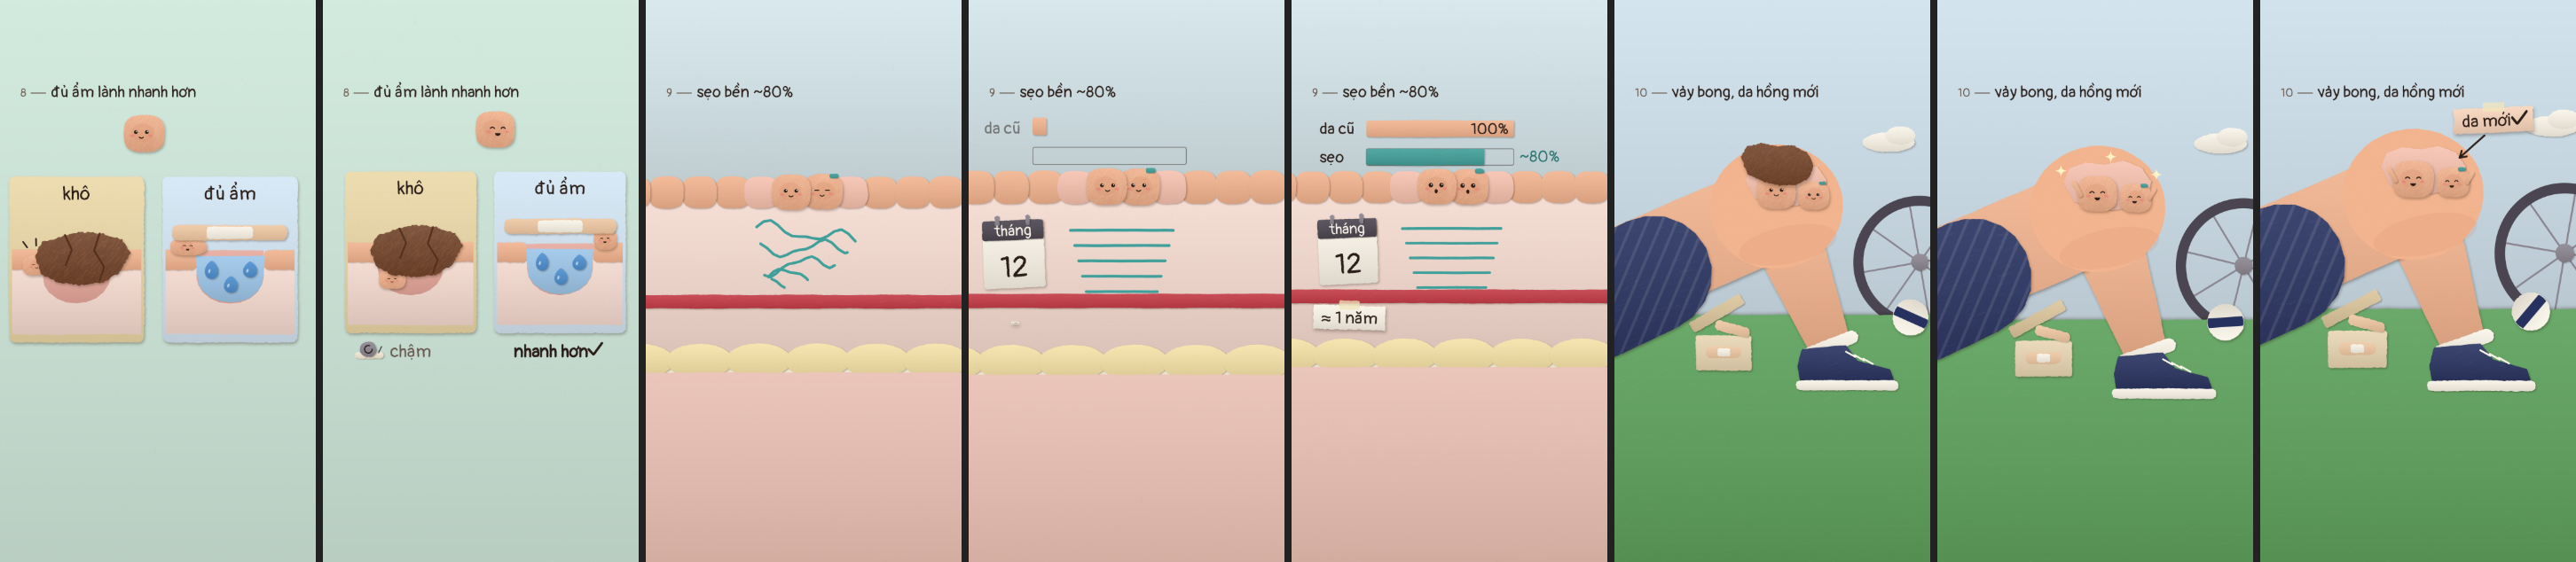 8 — đủ ẩm lành nhanh hơn
khô
đủ ẩm
8 — đủ ẩm lành nhanh hơn
khô
đủ ẩm
chậm
nhanh hơn✓
9 — sẹo bền ~80%
9 — sẹo bền ~80%
da cũ
tháng
12
9 — sẹo bền ~80%
da cũ
100%
sẹo
~80%
tháng
12
≈ 1 năm
10 — vảy bong, da hồng mới
10 — vảy bong, da hồng mới
10 — vảy bong, da hồng mới
da mới✓